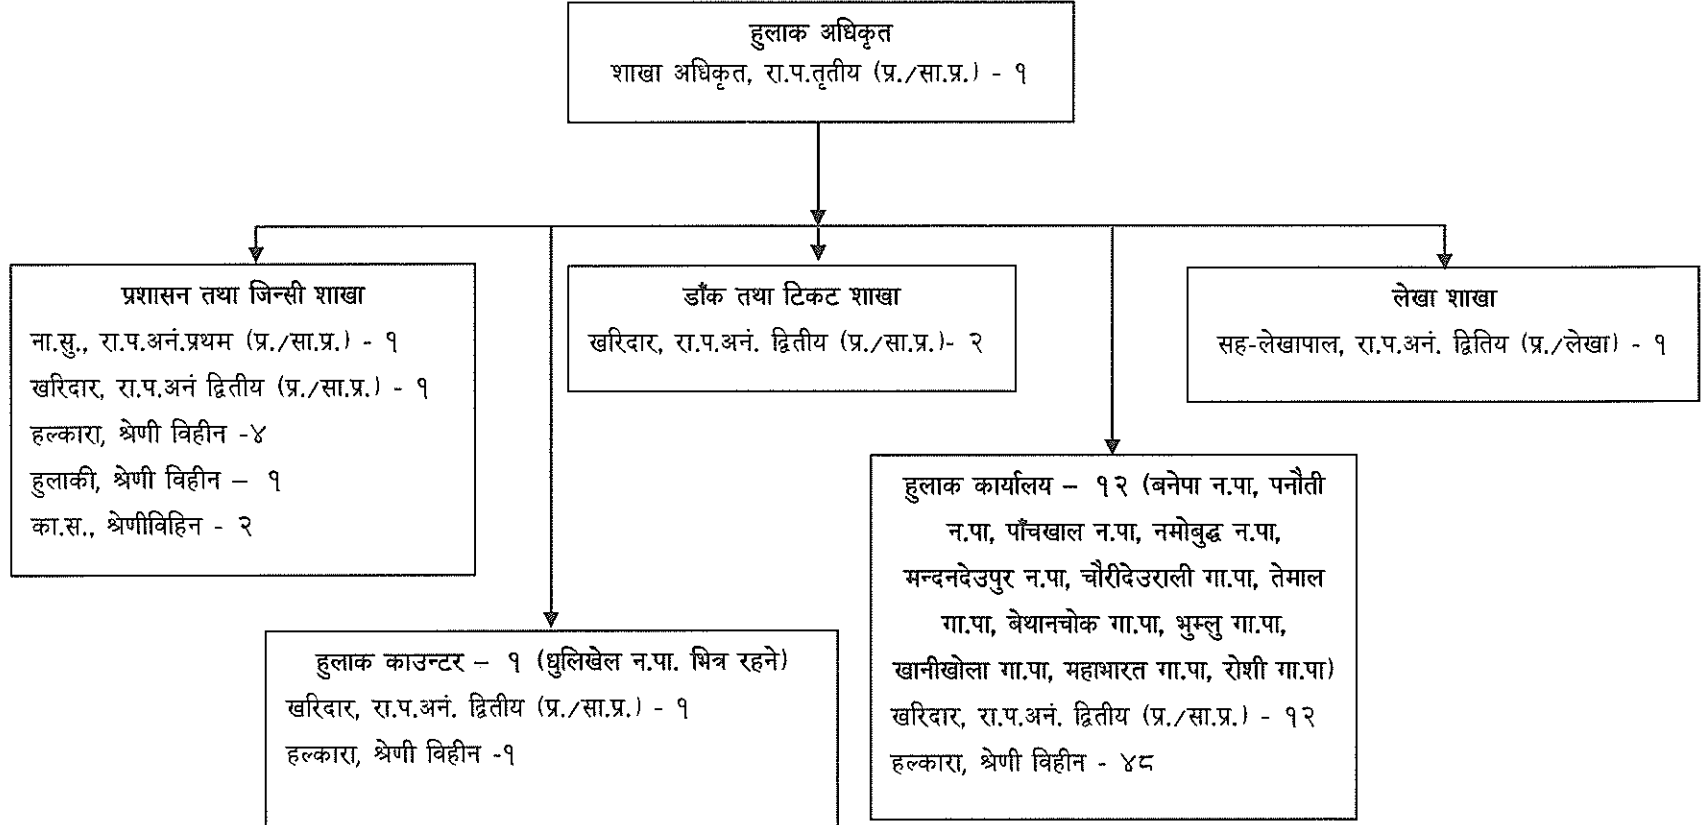 हुलाक अधिकृत
शाखा अधिकृत, रा.प.तृतीय (प्र./सा.प्र.) - १
प्रशासन तथा जिन्सी शाखा
ना.सु., रा.प.अनं.प्रथम (प्र./सा.प्र.) - १
खरिदार, रा.प.अनं द्वितीय (प्र./सा.प्र.) - १
हल्कारा, श्रेणी विहीन -४
हुलाकी, श्रेणी विहीन – १
का.स., श्रेणीविहिन - २
डाँक तथा टिकट शाखा
खरिदार, रा.प.अनं. द्वितीय (प्र./सा.प्र.)- २
लेखा शाखा
सह-लेखापाल, रा.प.अनं. द्वितिय (प्र./लेखा) - १
हुलाक काउन्टर – १ (धुलिखेल न.पा. भित्र रहने)
खरिदार, रा.प.अनं. द्वितीय (प्र./सा.प्र.) - १
हल्कारा, श्रेणी विहीन -१
हुलाक कार्यालय – १२ (बनेपा न.पा, पनौती
न.पा, पाँचखाल न.पा, नमोबुद्ध न.पा,
मन्दनदेउपुर न.पा, चौरीदेउराली गा.पा, तेमाल
गा.पा, बेथानचोक गा.पा, भुम्लु गा.पा,
खानीखोला गा.पा, महाभारत गा.पा, रोशी गा.पा)
खरिदार, रा.प.अनं. द्वितीय (प्र./सा.प्र.) - १२
हल्कारा, श्रेणी विहीन - ४८